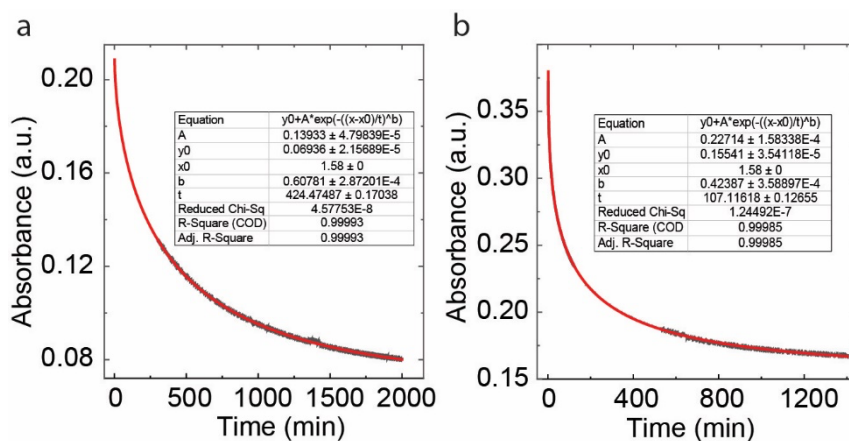 a
0.20
0.16
0.12
0.08
Absorbance (a.u.)
Equation y0+A*exp(-((x-x0)/t)^b)
A 0.13933 ± 4.79839E-5
y0 0.06936 ± 2.15689E-5
x0 1.58 ± 0
b 0.60781 ± 2.87201E-4
t 424.47487 ± 0.17038
Reduced Chi-Sq 4.57753E-8
R-Square (COD) 0.99993
Adj. R-Square 0.99993
0 500 1000 1500 2000
Time (min)
b
0.35
0.30
0.25
0.20
0.15
Absorbance (a.u.)
Equation y0+A*exp(-((x-x0)/t)^b)
A 0.22714 ± 1.58338E-4
y0 0.15541 ± 3.54118E-5
x0 1.58 ± 0
b 0.42387 ± 3.58897E-4
t 107.11618 ± 0.12655
Reduced Chi-Sq 1.24492E-7
R-Square (COD 0.99985
Adj. R-Square 0.99985
0 400 800 1200
Time (min)